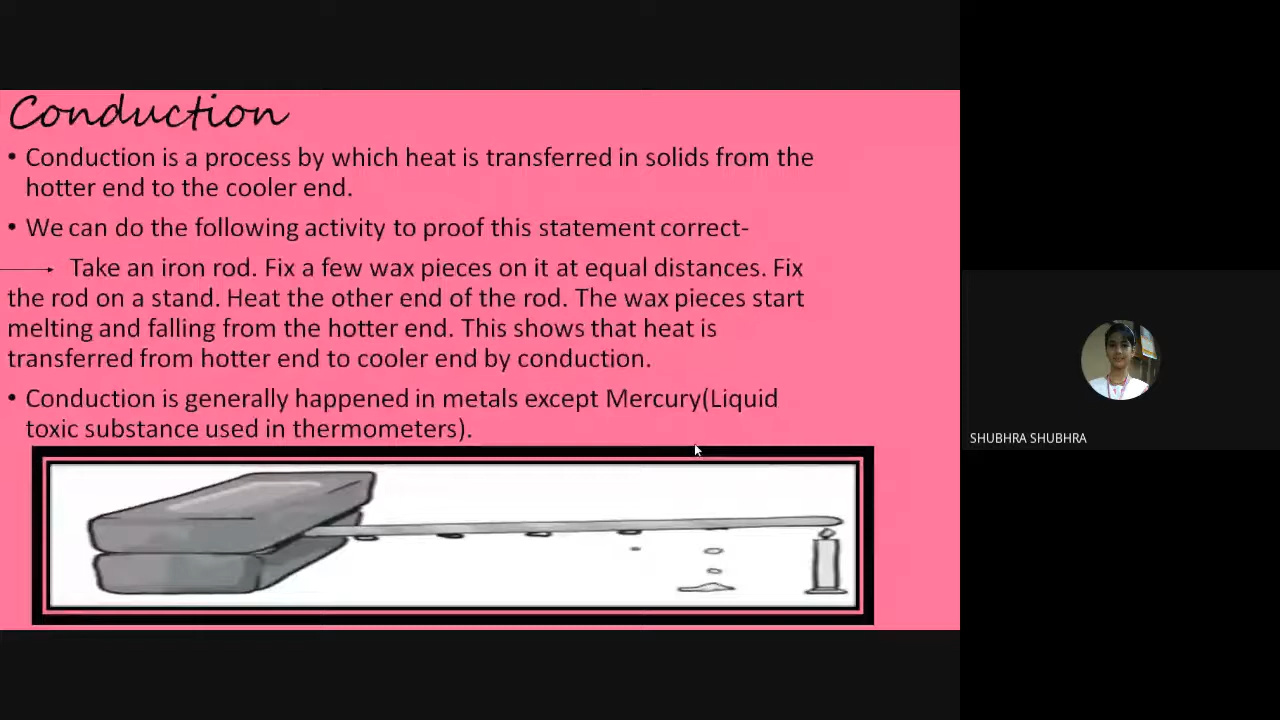 Conduction
• Conduction is a process by which heat is transferred in solids from the
hotter end to the cooler end.
• We can do the following activity to proof this statement correct-
Take an iron rod. Fix a few wax pieces on it at equal distances. Fix
the rod on a stand. Heat the other end of the rod. The wax pieces start
melting and falling from the hotter end. This shows that heat is
transferred from hotter end to cooler end by conduction.
• Conduction is generally happened in metals except Mercury(Liquid
toxic substance used in thermometers).
SHUBHRA SHUBHRA